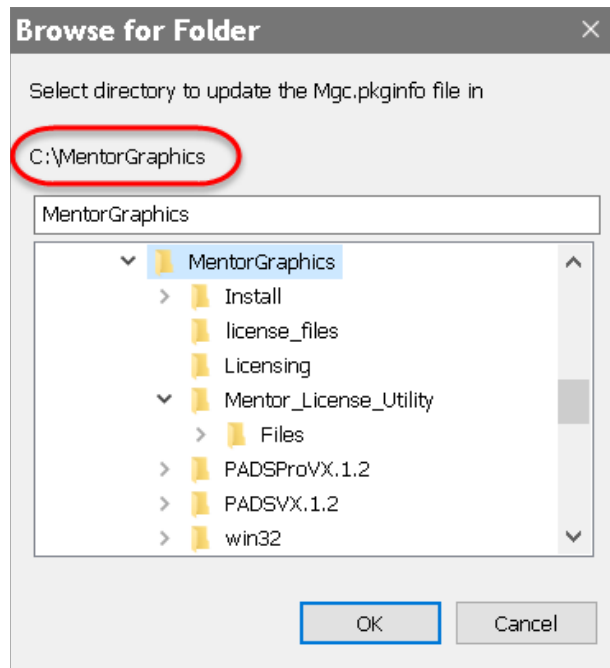 Browse for Folder
Select directory to update the Mgc.pkginfo file in
C:\MentorGraphics
MentorGraphics
MentorGraphics
Install
license_files
Licensing
Mentor_License_Utility
Files
PADSProVX.1.2
PADSVX.1.2
win32
OK Cancel